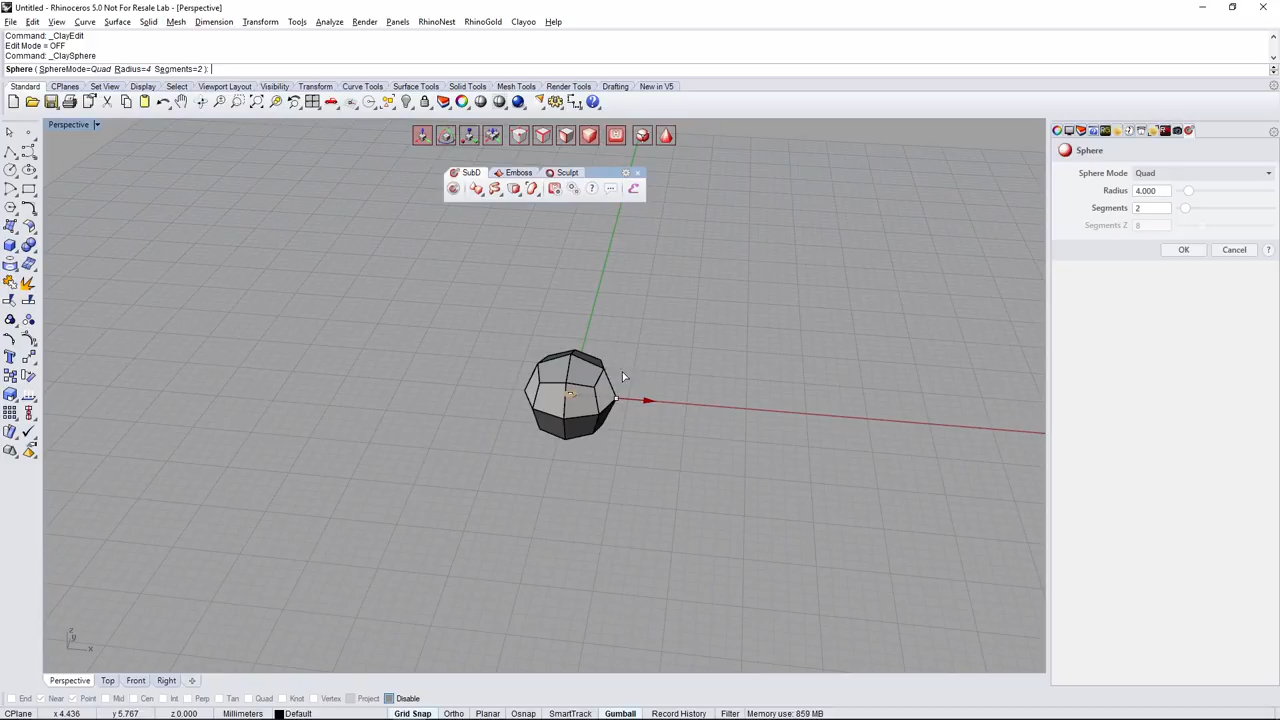 Untitled - Rhinoceros 5.0 Not For Resale Lab - [Perspective]
File Edit View Curve Surface Solid Mesh Dimension Transform Tools Analyze Render Panels RhinoNest RhinoGold Clayoo Help
Command: _ClayEdit
Edit Mode = OFF
Command: _ClaySphere
Sphere ( SphereMode=Quad Radius=4 Segments=2 ):
Standard CPlanes Set View Display Select Viewport Layout Visibility Transform Curve Tools Surface Tools Solid Tools Mesh Tools Render Tools Drafting New in V5
Perspective
SubD Emboss Sculpt
Sphere
Sphere Mode Quad
Radius 4.000
Segments 2
Segments Z 8
OK Cancel ?
z
y
x
Perspective Top Front Right
End Near Point Mid Cen Int Perp Tan Quad Knot Vertex Project Disable
CPlane x 4.436 y 5.767 z 0.000 Millimeters Default Grid Snap Ortho Planar Osnap SmartTrack Gumball Record History Filter Memory use: 859 MB